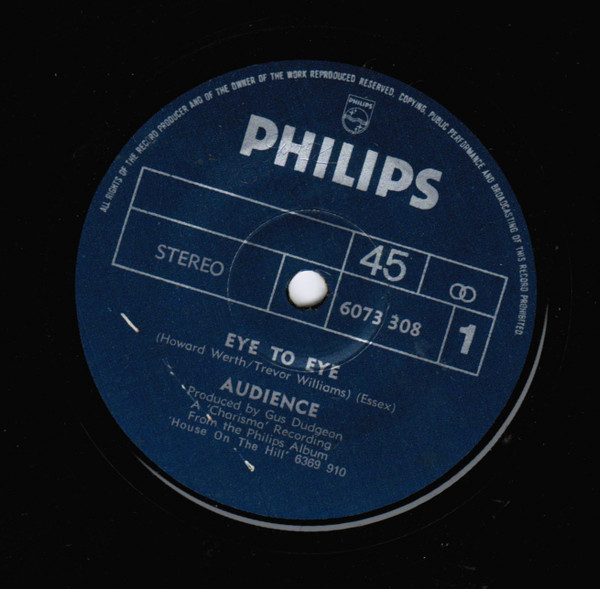 ALL RIGHTS OF THE RECORD PRODUCER AND OF THE OWNER OF THE WORK REPRODUCED RESERVED. COPYING, PUBLIC PERFORMANCE AND BROADCASTING OF THIS RECORD PROHIBITED
PHILIPS
PHILIPS
45
STEREO
6073 308
1
EYE TO EYE
(Howard Werth/Trevor Williams) (Essex)
AUDIENCE
Produced by Gus Dudgeon
A 'Charisma' Recording
From the Philips Album
'House On The Hill' 6369 910